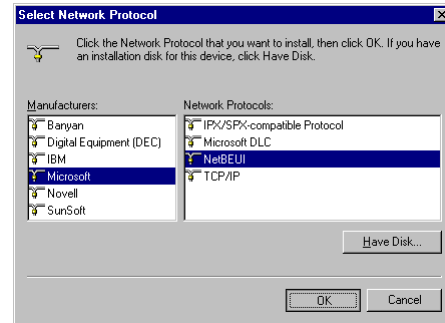 Select Network Protocol
Click the Network Protocol that you want to install, then click OK. If you have
an installation disk for this device, click Have Disk.
Manufacturers:
Banyan
Digital Equipment (DEC)
IBM
Microsoft
Novell
SunSoft
Network Protocols:
IPX/SPX-compatible Protocol
Microsoft DLC
NetBEUI
TCP/IP
Have Disk...
OK
Cancel